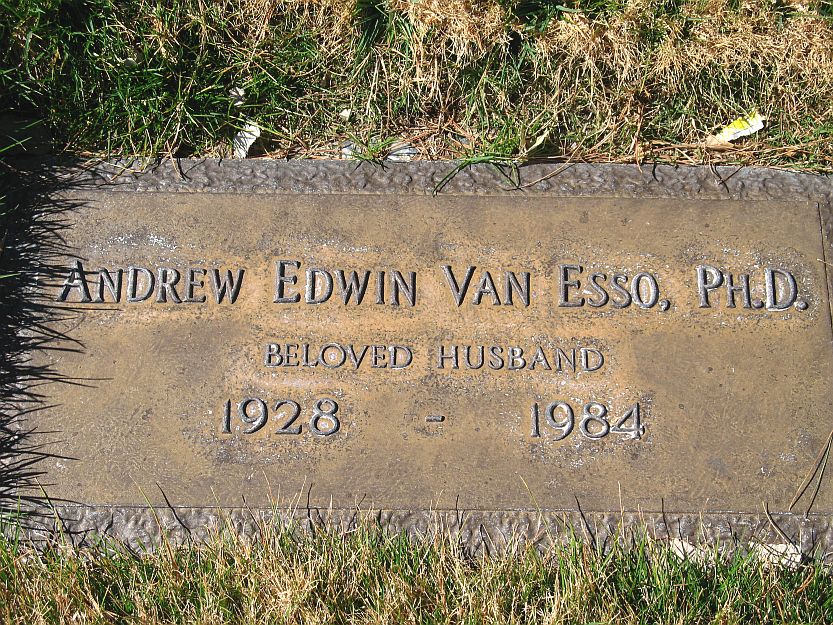 Andrew Edwin Van Esso, Ph.D.
BELOVED HUSBAND
1928 - 1984